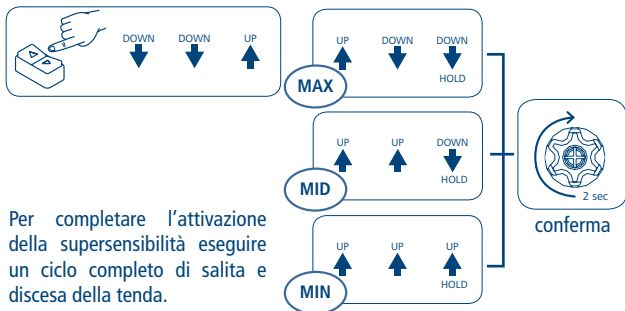 DOWN DOWN UP
UP DOWN DOWN
HOLD
MAX
UP UP DOWN
HOLD
MID
2 sec
conferma
Per completare l'attivazione
della supersensibilità eseguire
un ciclo completo di salita e
discesa della tenda.
UP UP UP
HOLD
MIN